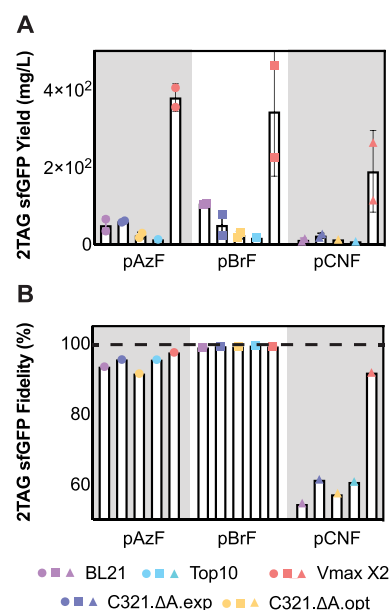 A
2TAG sfGFP Yield (mg/L)
4×10²
2×10²
0
pAzF pBrF pCNF
B
2TAG sfGFP Fidelity (%)
100
80
60
pAzF pBrF pCNF
BL21 Top10 Vmax X2
C321.ΔA.exp C321.ΔA.opt